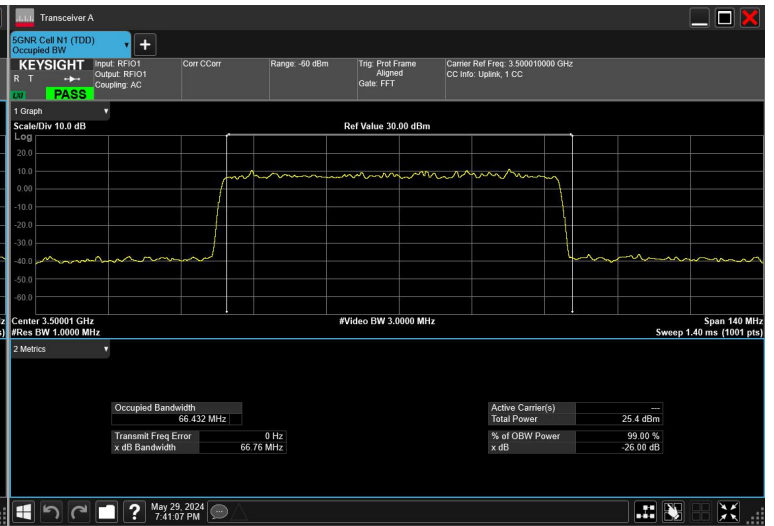 Transceiver A
5GNR Cell N1 (TDD)
Occupied BW
+
KEYSIGHT
R T
LXI
PASS
Input: RFIO1
Output: RFIO1
Coupling: AC
Corr CCorr
Range: -60 dBm
Trig: Prot Frame
Aligned
Gate: FFT
Carrier Ref Freq: 3.500010000 GHz
CC Info: Uplink, 1 CC
1 Graph
Scale/Div 10.0 dB
Ref Value 30.00 dBm
Log
20.0
10.0
0.00
-10.0
-20.0
-30.0
-40.0
-50.0
-60.0
Center 3.50001 GHz
#Video BW 3.0000 MHz
Span 140 MHz
#Res BW 1.0000 MHz
Sweep 1.40 ms (1001 pts)
2 Metrics
Occupied Bandwidth
66.432 MHz
Active Carrier(s) ---
Total Power 25.4 dBm
Transmit Freq Error 0 Hz
x dB Bandwidth 66.76 MHz
% of OBW Power 99.00 %
x dB -26.00 dB
?
May 29, 2024
7:41:07 PM